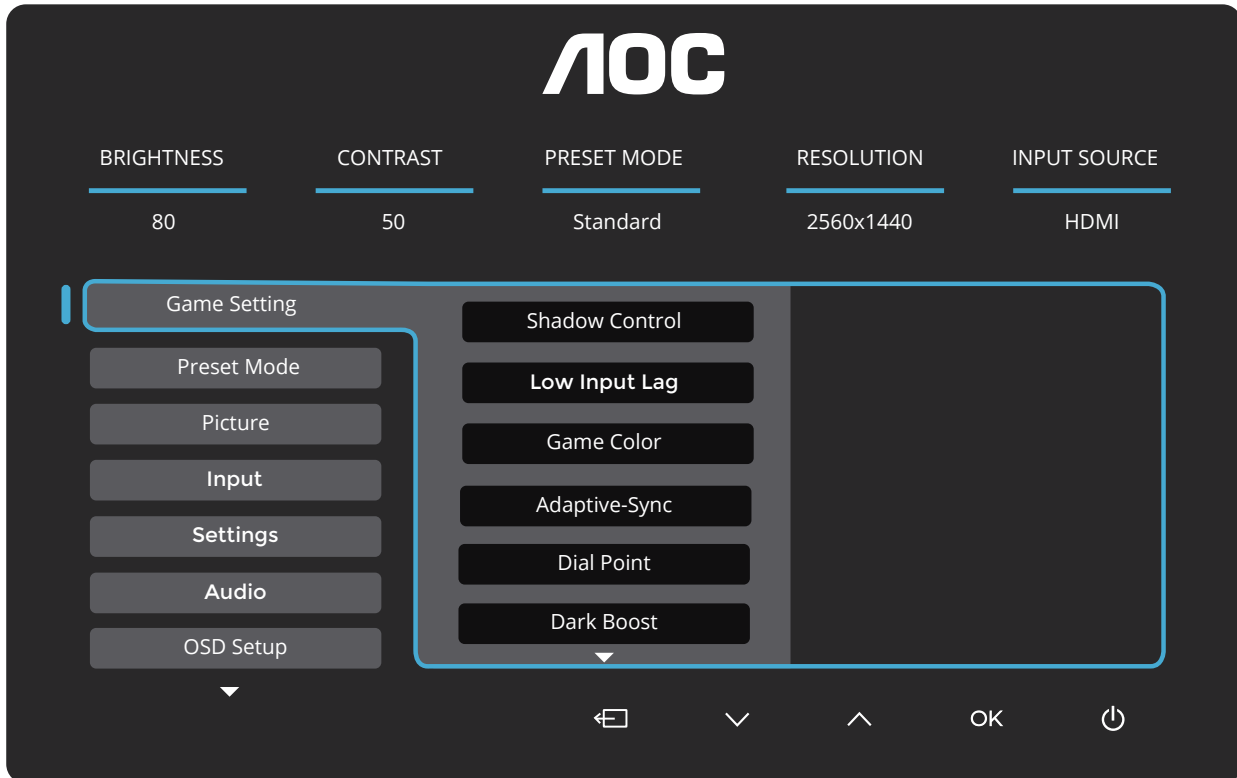 AOC
BRIGHTNESS CONTRAST PRESET MODE RESOLUTION INPUT SOURCE
80 50 Standard 2560x1440 HDMI
Game Setting
Preset Mode
Picture
Input
Settings
Audio
OSD Setup
Shadow Control
Low Input Lag
Game Color
Adaptive-Sync
Dial Point
Dark Boost
OK